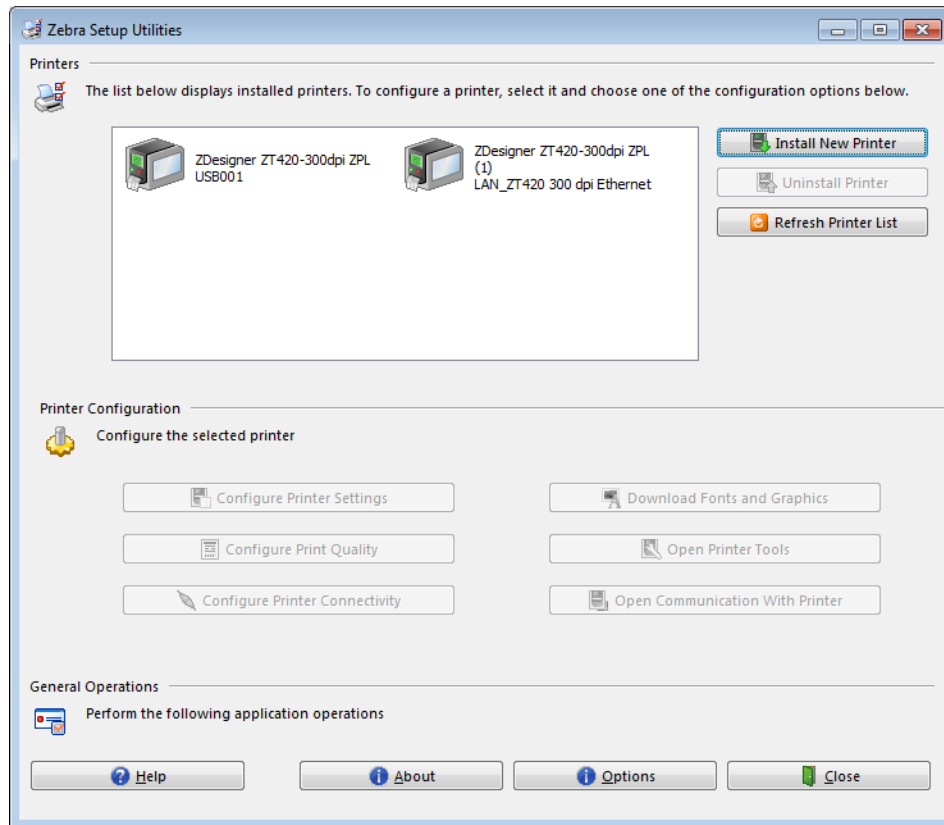 Zebra Setup Utilities
Printers
The list below displays installed printers. To configure a printer, select it and choose one of the configuration options below.
ZDesigner ZT420-300dpi ZPL
USB001
ZDesigner ZT420-300dpi ZPL
(1)
LAN_ZT420 300 dpi Ethernet
Install New Printer
Uninstall Printer
Refresh Printer List
Printer Configuration
Configure the selected printer
Configure Printer Settings
Download Fonts and Graphics
Configure Print Quality
Open Printer Tools
Configure Printer Connectivity
Open Communication With Printer
General Operations
Perform the following application operations
Help
About
Options
Close